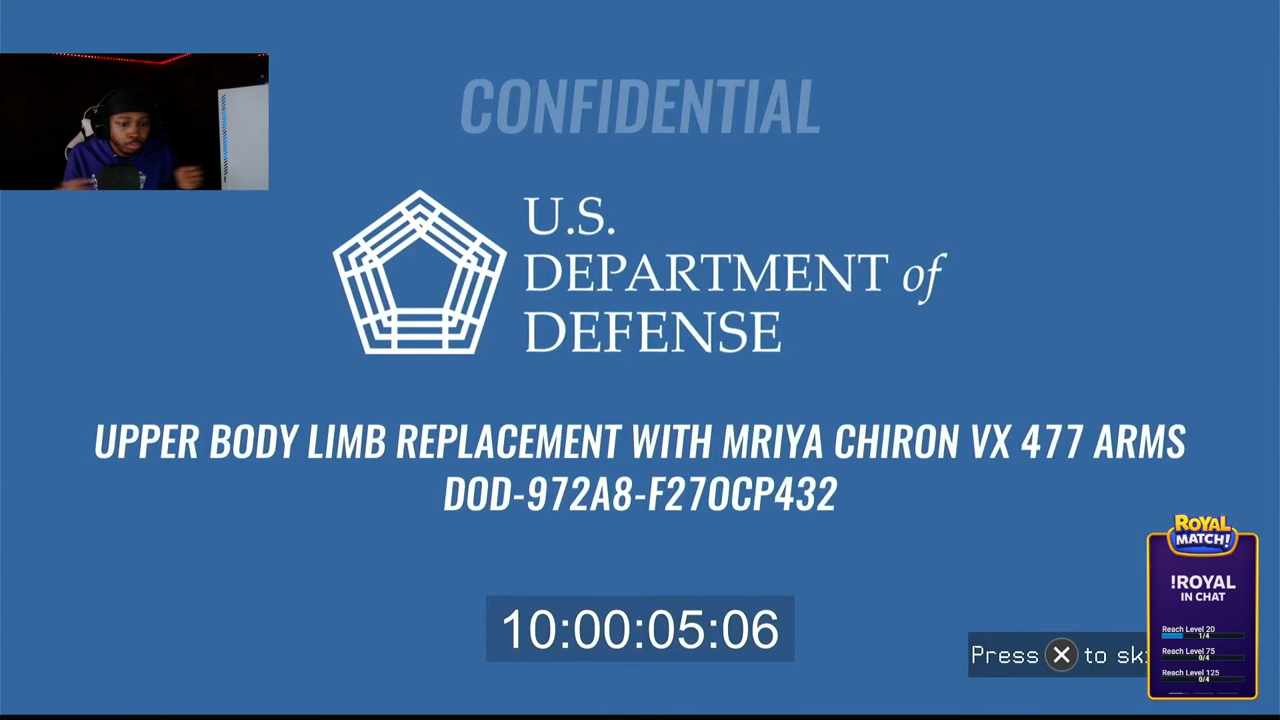 CONFIDENTIAL
U.S.
DEPARTMENT of
DEFENSE
UPPER BODY LIMB REPLACEMENT WITH MRIYA CHIRON VX 477 ARMS
DOD-972A8-F270CP432
10:00:05:06
Press X to sk
ROYAL
MATCH!
!ROYAL
IN CHAT
Reach Level 20
1/4
Reach Level 75
0/4
Reach Level 125
0/4